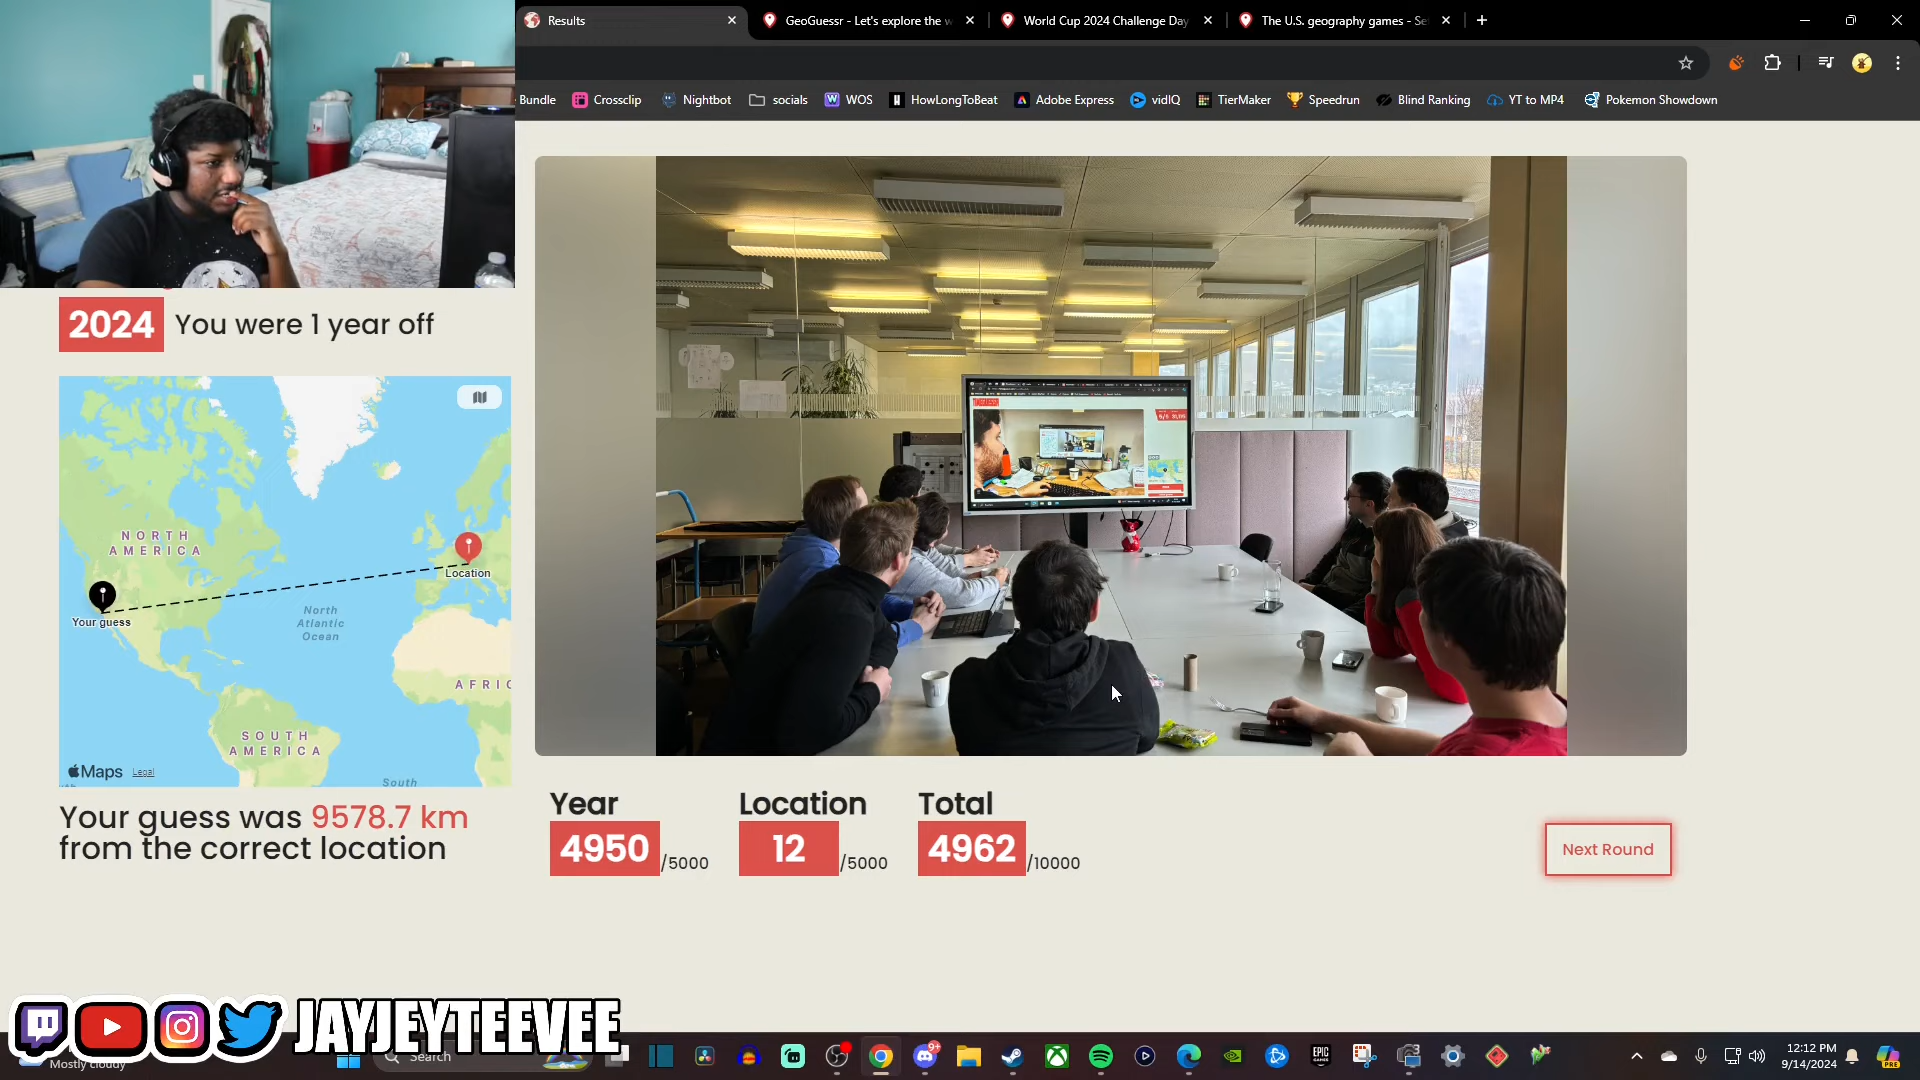 Results
GeoGuessr - Let's explore the w
World Cup 2024 Challenge Day
The U.S. geography games - Se
Bundle
Crossclip
Nightbot
socials
WOS
HowLongToBeat
Adobe Express
vidIQ
TierMaker
Speedrun
Blind Ranking
YT to MP4
Pokemon Showdown
2024 You were 1 year off
NORTH
AMERICA
Location
Your guess
North
Atlantic
Ocean
AFRIC
SOUTH
AMERICA
South
Maps Legal
Your guess was 9578.7 km
from the correct location
Year Location Total
4950 /5000 12 /5000 4962 /10000
Next Round
JAYJEYTEEVEE
Mostly cloudy
Search
9+
EPIC
GAMES
PRE
12:12 PM
9/14/2024